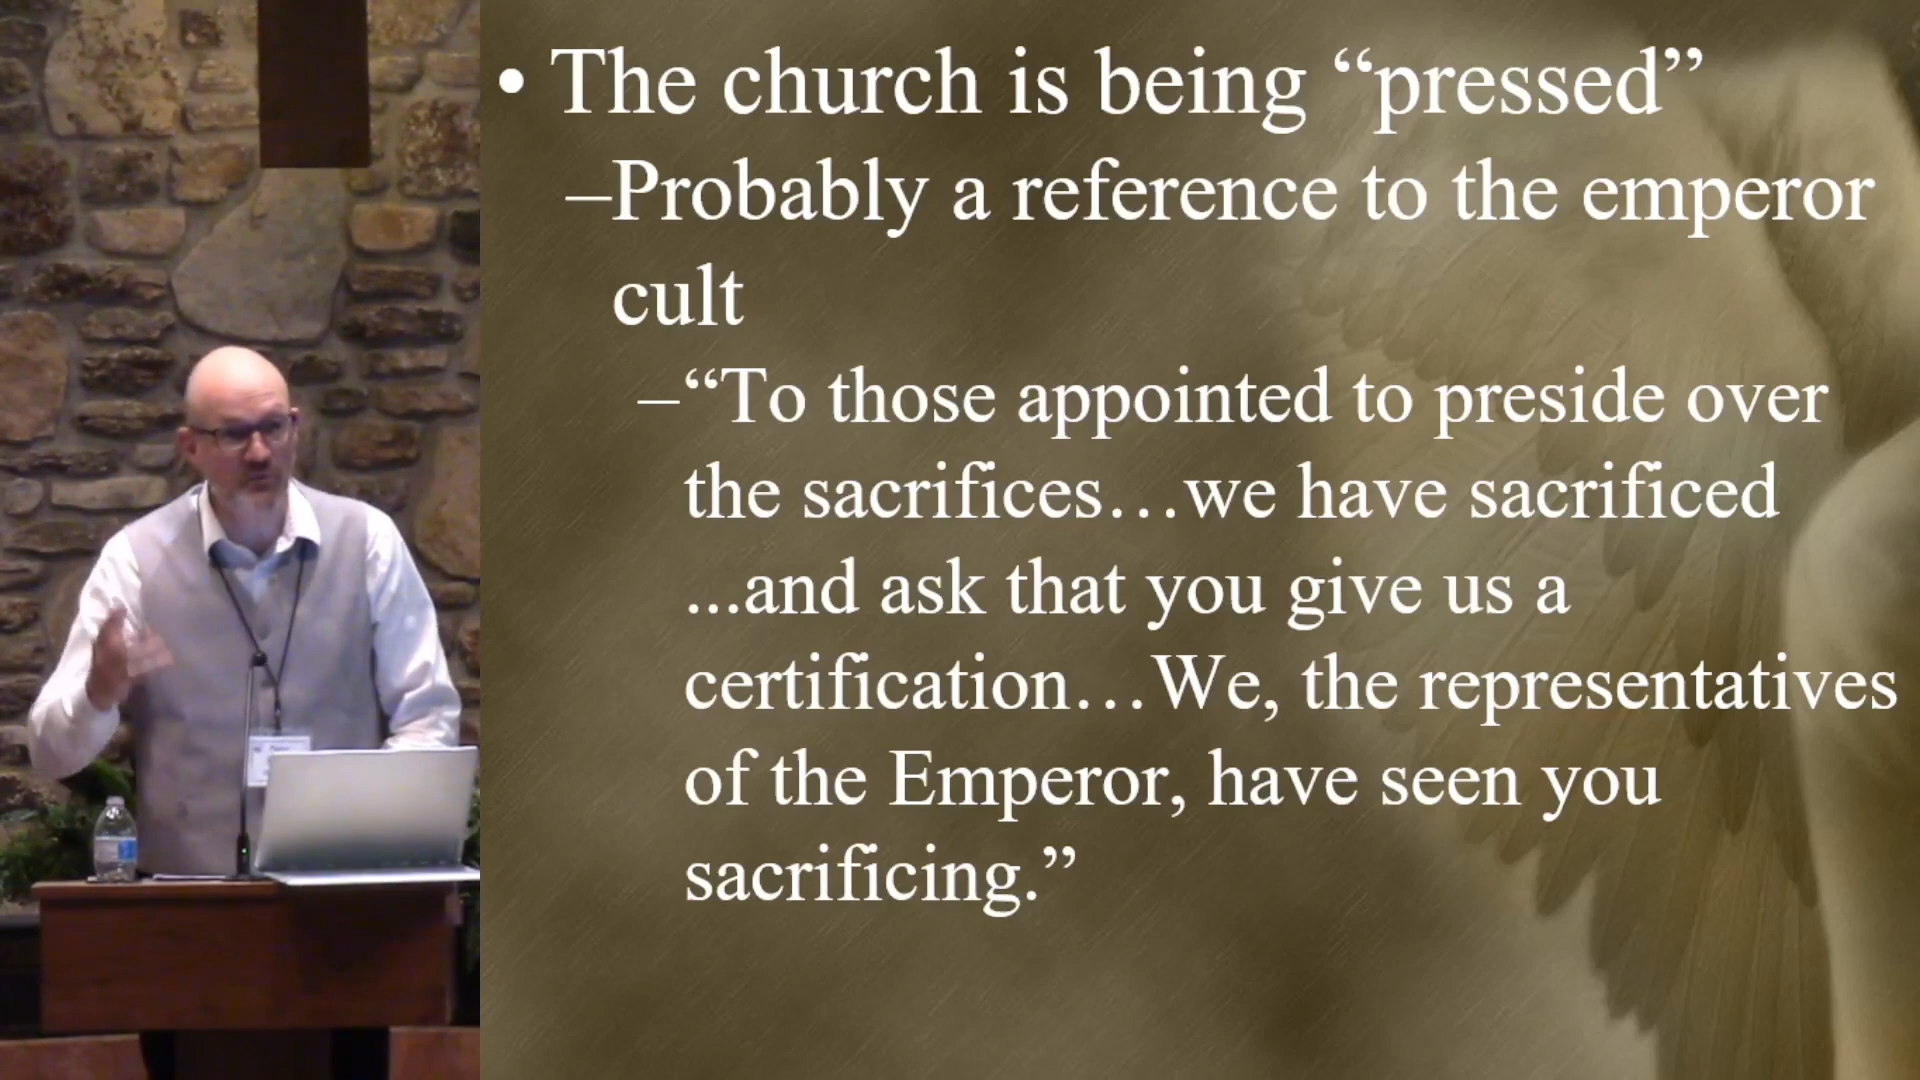 • The church is being “pressed”
–Probably a reference to the emperor
cult
–“To those appointed to preside over
the sacrifices…we have sacrificed
...and ask that you give us a
certification…We, the representatives
of the Emperor, have seen you
sacrificing.”